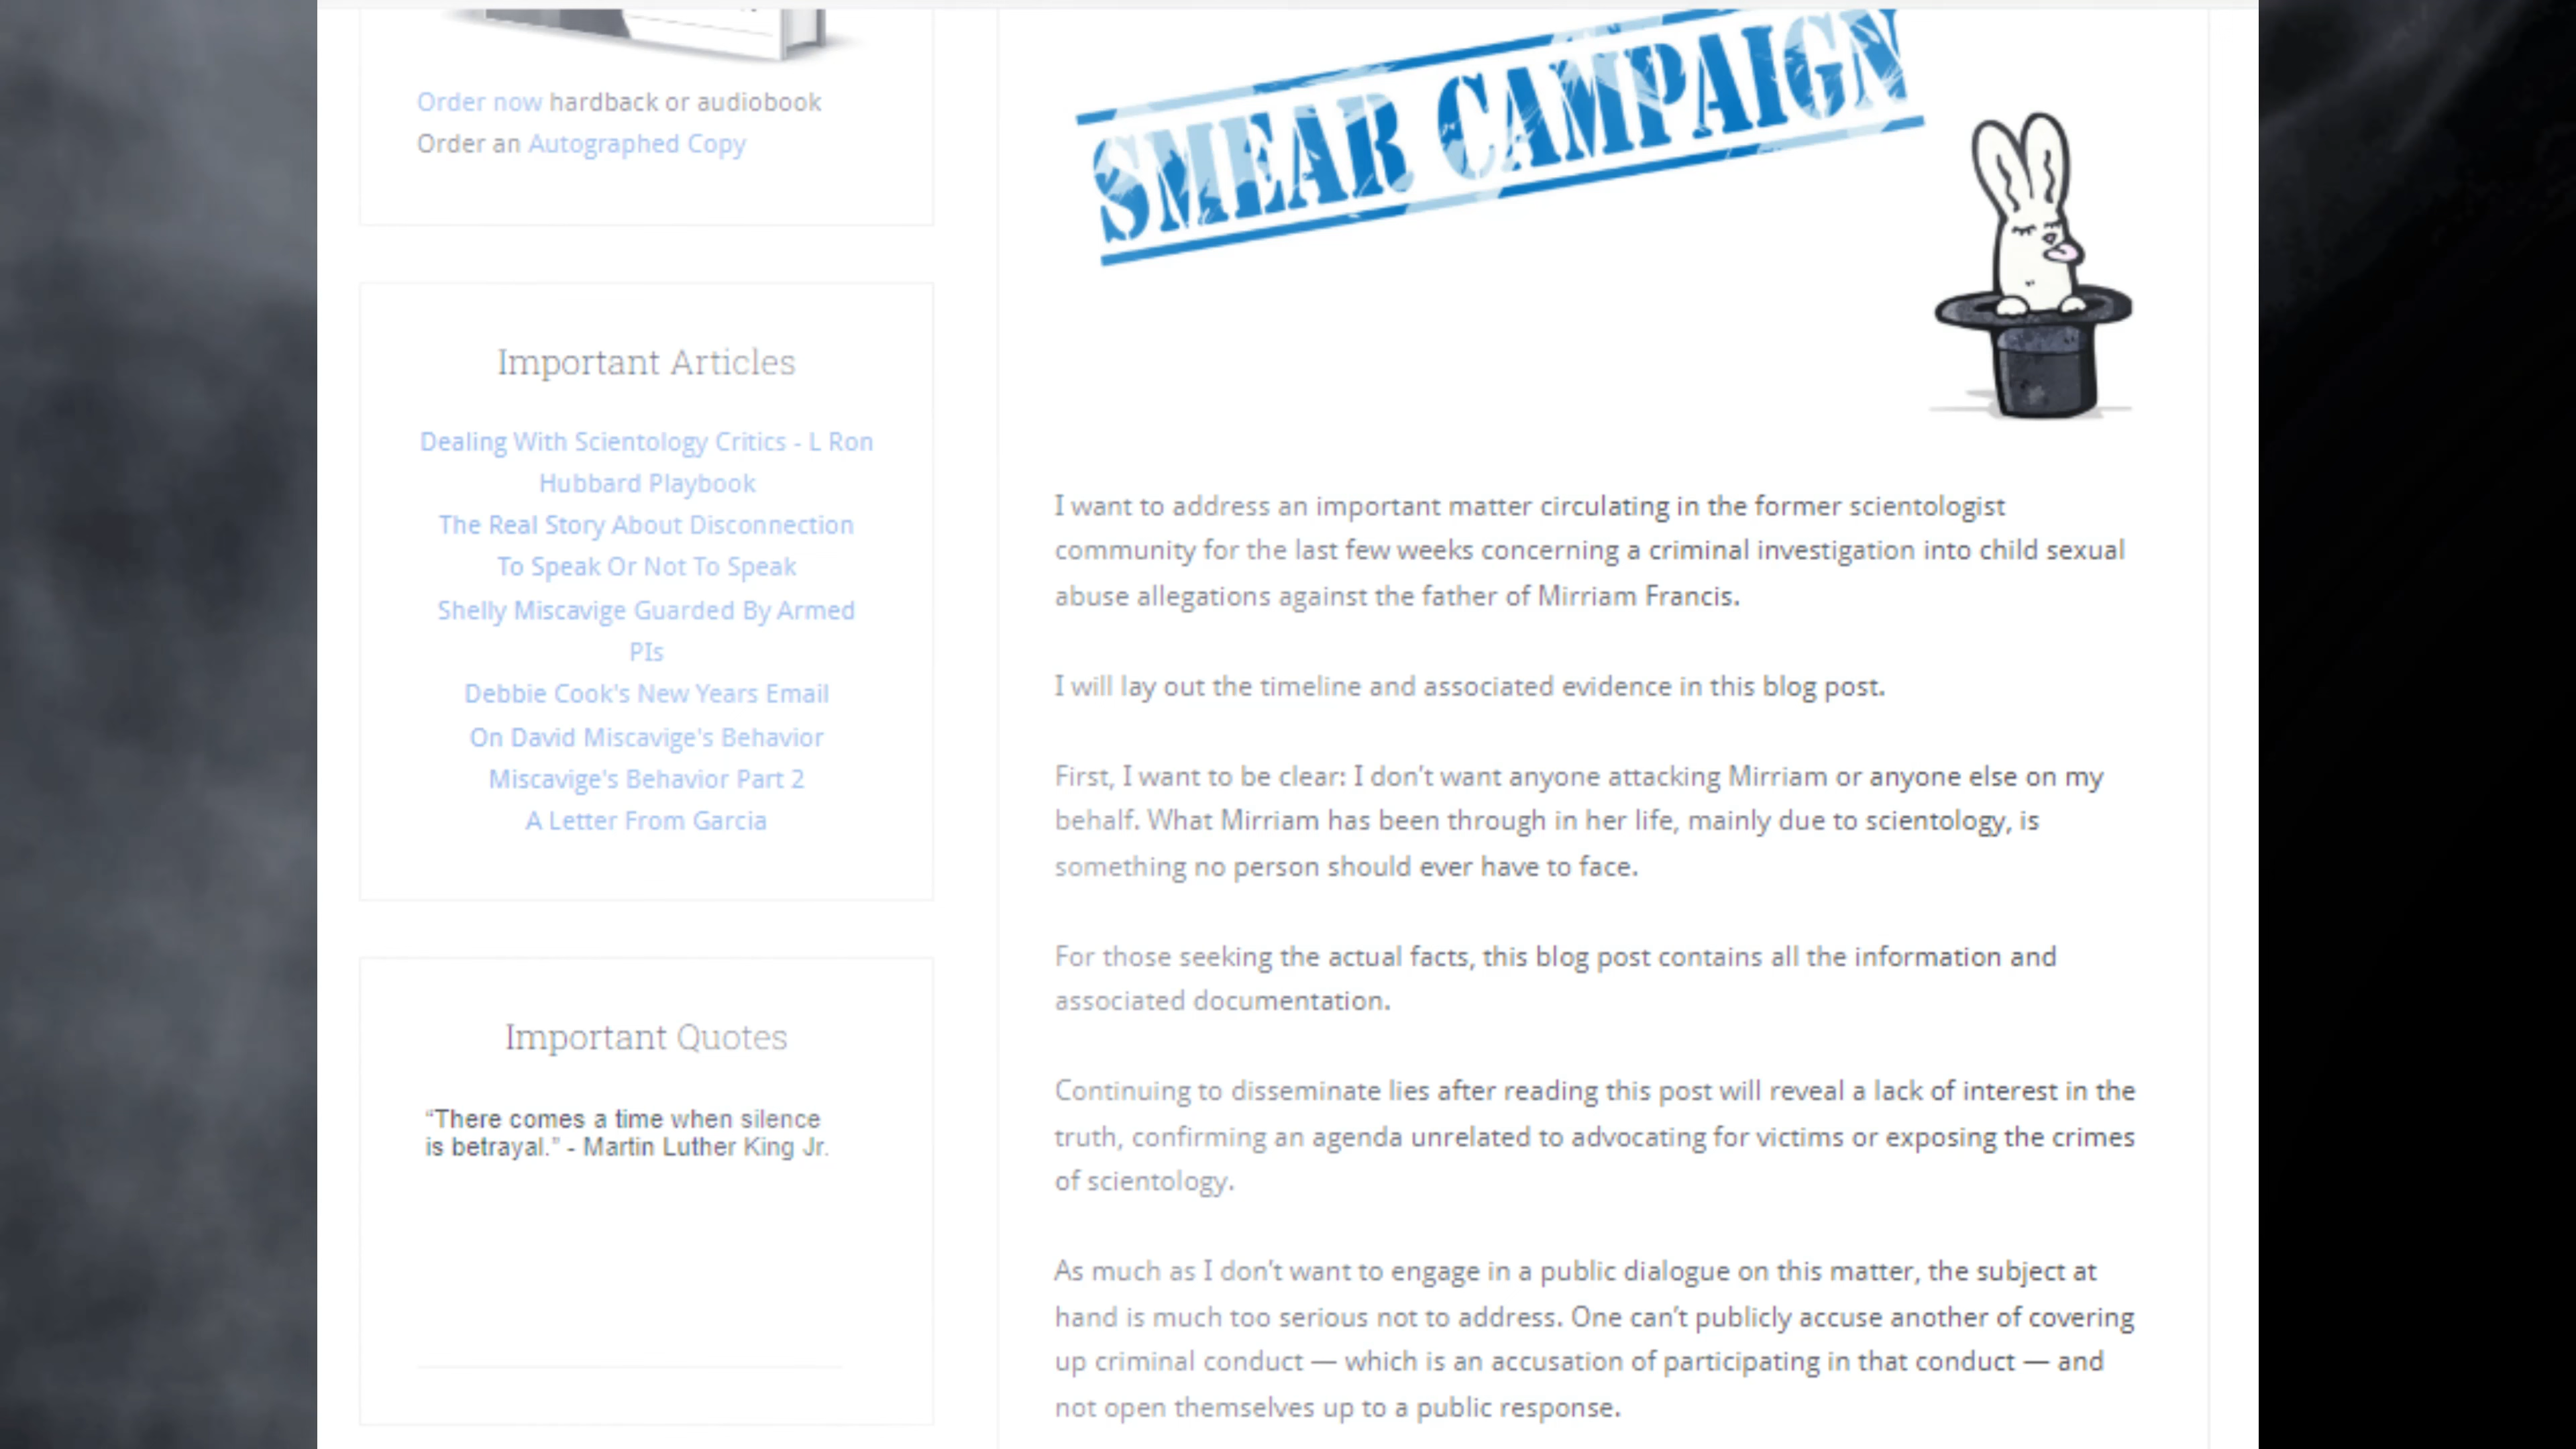 Order now hardback or audiobook
Order an Autographed Copy
Important Articles
Dealing With Scientology Critics - L Ron
Hubbard Playbook
The Real Story About Disconnection
To Speak Or Not To Speak
Shelly Miscavige Guarded By Armed
PIs
Debbie Cook's New Years Email
On David Miscavige's Behavior
Miscavige's Behavior Part 2
A Letter From Garcia
Important Quotes
“There comes a time when silence
is betrayal.” - Martin Luther King Jr.
SMEAR CAMPAIGN
I want to address an important matter circulating in the former scientologist
community for the last few weeks concerning a criminal investigation into child sexual
abuse allegations against the father of Mirriam Francis.
I will lay out the timeline and associated evidence in this blog post.
First, I want to be clear: I don’t want anyone attacking Mirriam or anyone else on my
behalf. What Mirriam has been through in her life, mainly due to scientology, is
something no person should ever have to face.
For those seeking the actual facts, this blog post contains all the information and
associated documentation.
Continuing to disseminate lies after reading this post will reveal a lack of interest in the
truth, confirming an agenda unrelated to advocating for victims or exposing the crimes
of scientology.
As much as I don’t want to engage in a public dialogue on this matter, the subject at
hand is much too serious not to address. One can’t publicly accuse another of covering
up criminal conduct — which is an accusation of participating in that conduct — and
not open themselves up to a public response.